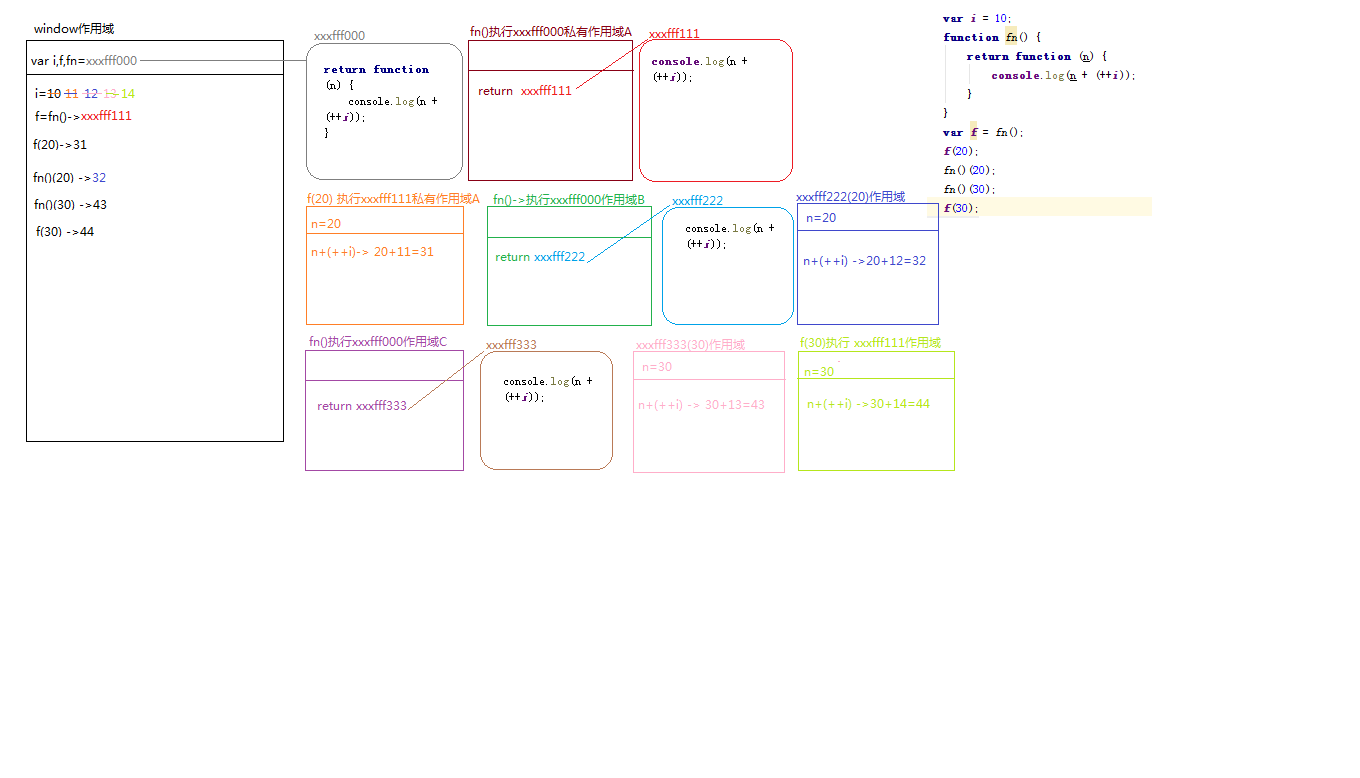 window作用域
var i,f,fn=xxxfff000
i=10 11 12 13 14
f=fn()->xxxfff111
f(20)->31
fn()(20) ->32
fn()(30) ->43
f(30) ->44
xxxfff000
return function
(n) {
console.log(n +
(++i));
}
fn()执行xxxfff000私有作用域A
return xxxfff111
xxxfff111
console.log(n +
(++i));
f(20) 执行xxxfff111私有作用域A
n=20
n+(++i)-> 20+11=31
fn()->执行xxxfff000作用域B
return xxxfff222
xxxfff222
console.log(n +
(++i));
xxxfff222(20)作用域
n=20
n+(++i) ->20+12=32
fn()执行xxxfff000作用域C
return xxxfff333
xxxfff333
console.log(n +
(++i));
xxxfff333(30)作用域
n=30
n+(++i) -> 30+13=43
f(30)执行 xxxfff111作用域
n=30
n+(++i) ->30+14=44
var i = 10;
function fn() {
return function (n) {
console.log(n + (++i));
}
}
var f = fn();
f(20);
fn()(20);
fn()(30);
f(30);